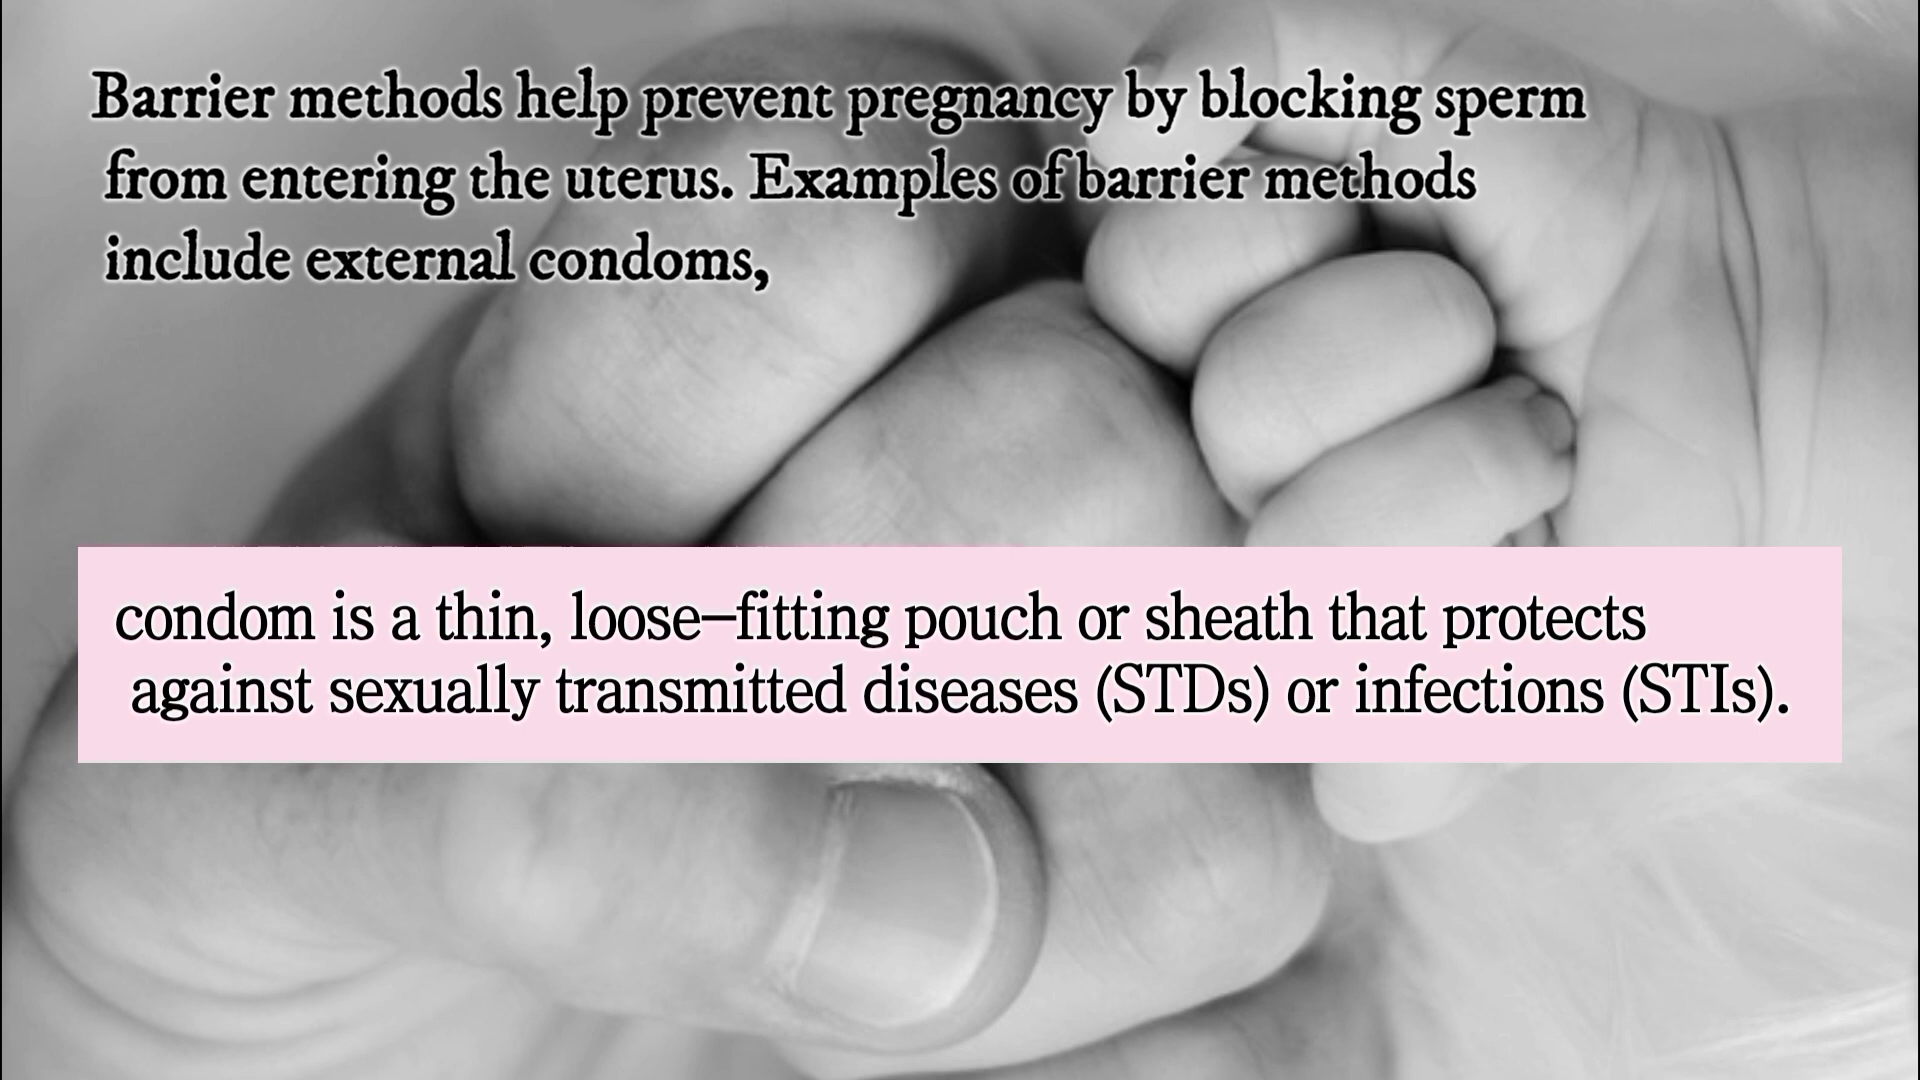 Barrier methods help prevent pregnancy by blocking sperm
from entering the uterus. Examples of barrier methods
include external condoms,
condom is a thin, loose–fitting pouch or sheath that protects
against sexually transmitted diseases (STDs) or infections (STIs).